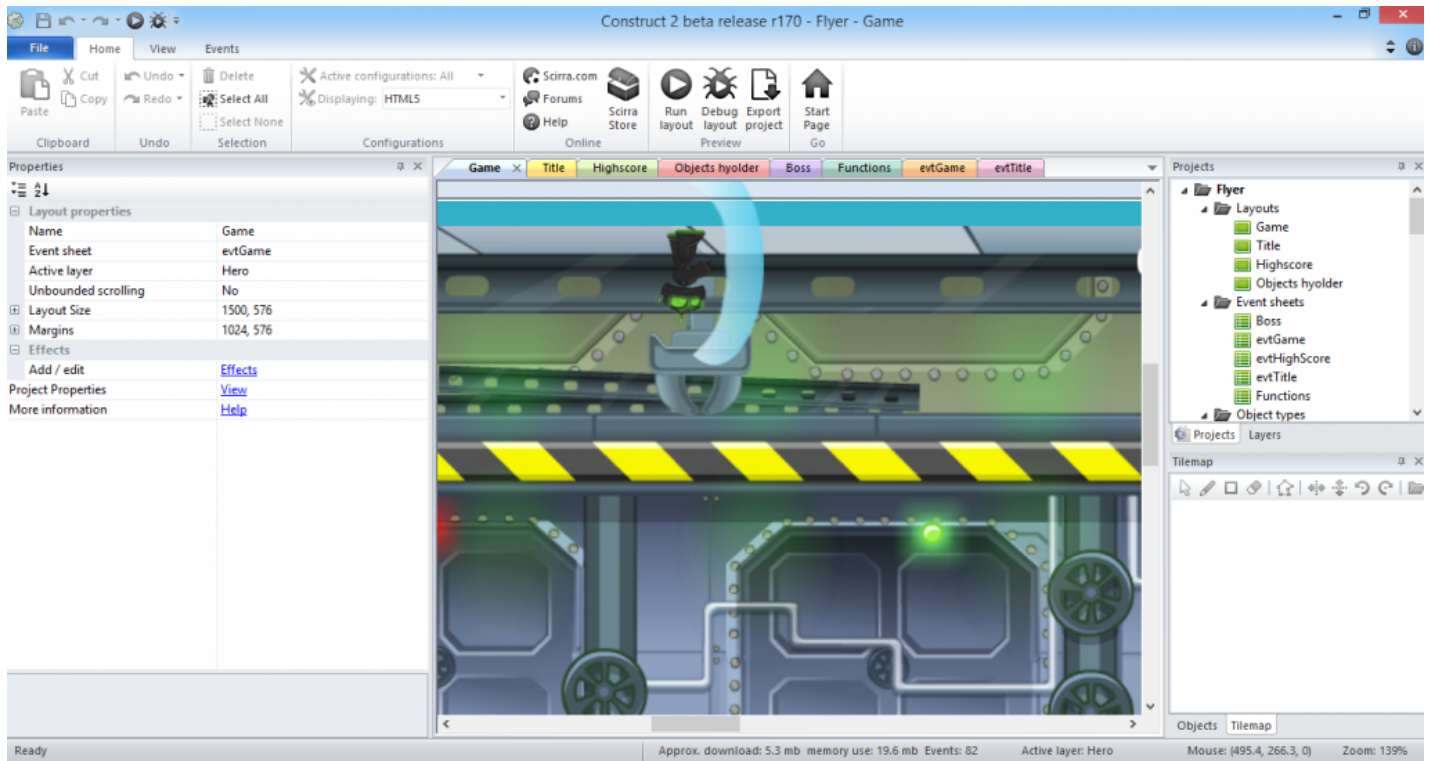 Construct 2 beta release r170 - Flyer - Game
File Home View Events
Paste Cut Copy
Undo Redo
Delete Select All Select None
Active configurations: All
Displaying: HTML5
Scirra.com Forums Help
Scirra Store
Run layout Debug layout Export project
Start Page
Clipboard Undo Selection Configurations Online Preview Go
Properties
Game Title Highscore Objects hyolder Boss Functions evtGame evtTitle
Projects
Layout properties
Name Game
Event sheet evtGame
Active layer Hero
Unbounded scrolling No
Layout Size 1500, 576
Margins 1024, 576
Effects
Add / edit Effects
Project Properties View
More information Help
Flyer
Layouts
Game
Title
Highscore
Objects hyolder
Event sheets
Boss
evtGame
evtHighScore
evtTitle
Functions
Object types
Projects Layers
Tilemap
Objects Tilemap
Ready
Approx. download: 5.3 mb memory use: 19.6 mb Events: 82 Active layer: Hero Mouse: (495.4, 266.3, 0) Zoom: 139%